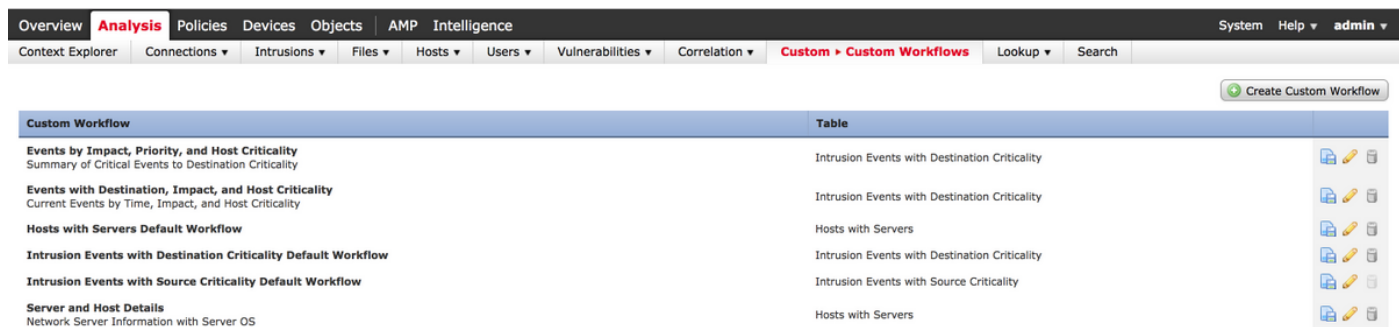 Overview Analysis Policies Devices Objects AMP Intelligence System Help ▾ admin ▾
Context Explorer Connections ▾ Intrusions ▾ Files ▾ Hosts ▾ Users ▾ Vulnerabilities ▾ Correlation ▾ Custom ▸ Custom Workflows Lookup ▾ Search
Create Custom Workflow
Custom Workflow Table
Events by Impact, Priority, and Host Criticality
Summary of Critical Events to Destination Criticality
Intrusion Events with Destination Criticality
Events with Destination, Impact, and Host Criticality
Current Events by Time, Impact, and Host Criticality
Intrusion Events with Destination Criticality
Hosts with Servers Default Workflow Hosts with Servers
Intrusion Events with Destination Criticality Default Workflow Intrusion Events with Destination Criticality
Intrusion Events with Source Criticality Default Workflow Intrusion Events with Source Criticality
Server and Host Details
Network Server Information with Server OS
Hosts with Servers